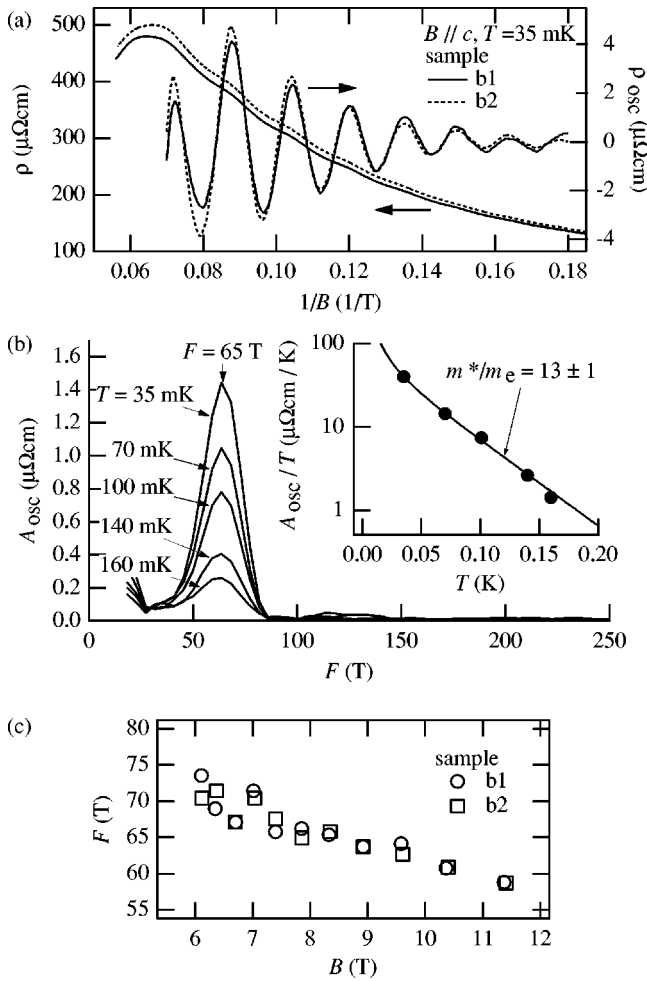 (a)
B // c, T =35 mK
sample
b1
b2
500
400
300
200
100
ρ (μΩcm)
4
2
0
-2
-4
ρ osc (μΩcm)
0.06 0.08 0.10 0.12 0.14 0.16 0.18
1/B (1/T)
(b)
F = 65 T
T = 35 mK
70 mK
100 mK
140 mK
160 mK
1.6
1.4
1.2
1.0
0.8
0.6
0.4
0.2
0.0
A osc (μΩcm)
0 50 100 150 200 250
F (T)
m*/me = 13 ± 1
100
10
1
A osc / T (μΩcm / K)
0.00 0.05 0.10 0.15 0.20
T (K)
(c)
sample
b1
b2
80
75
70
65
60
55
F (T)
6 7 8 9 10 11 12
B (T)